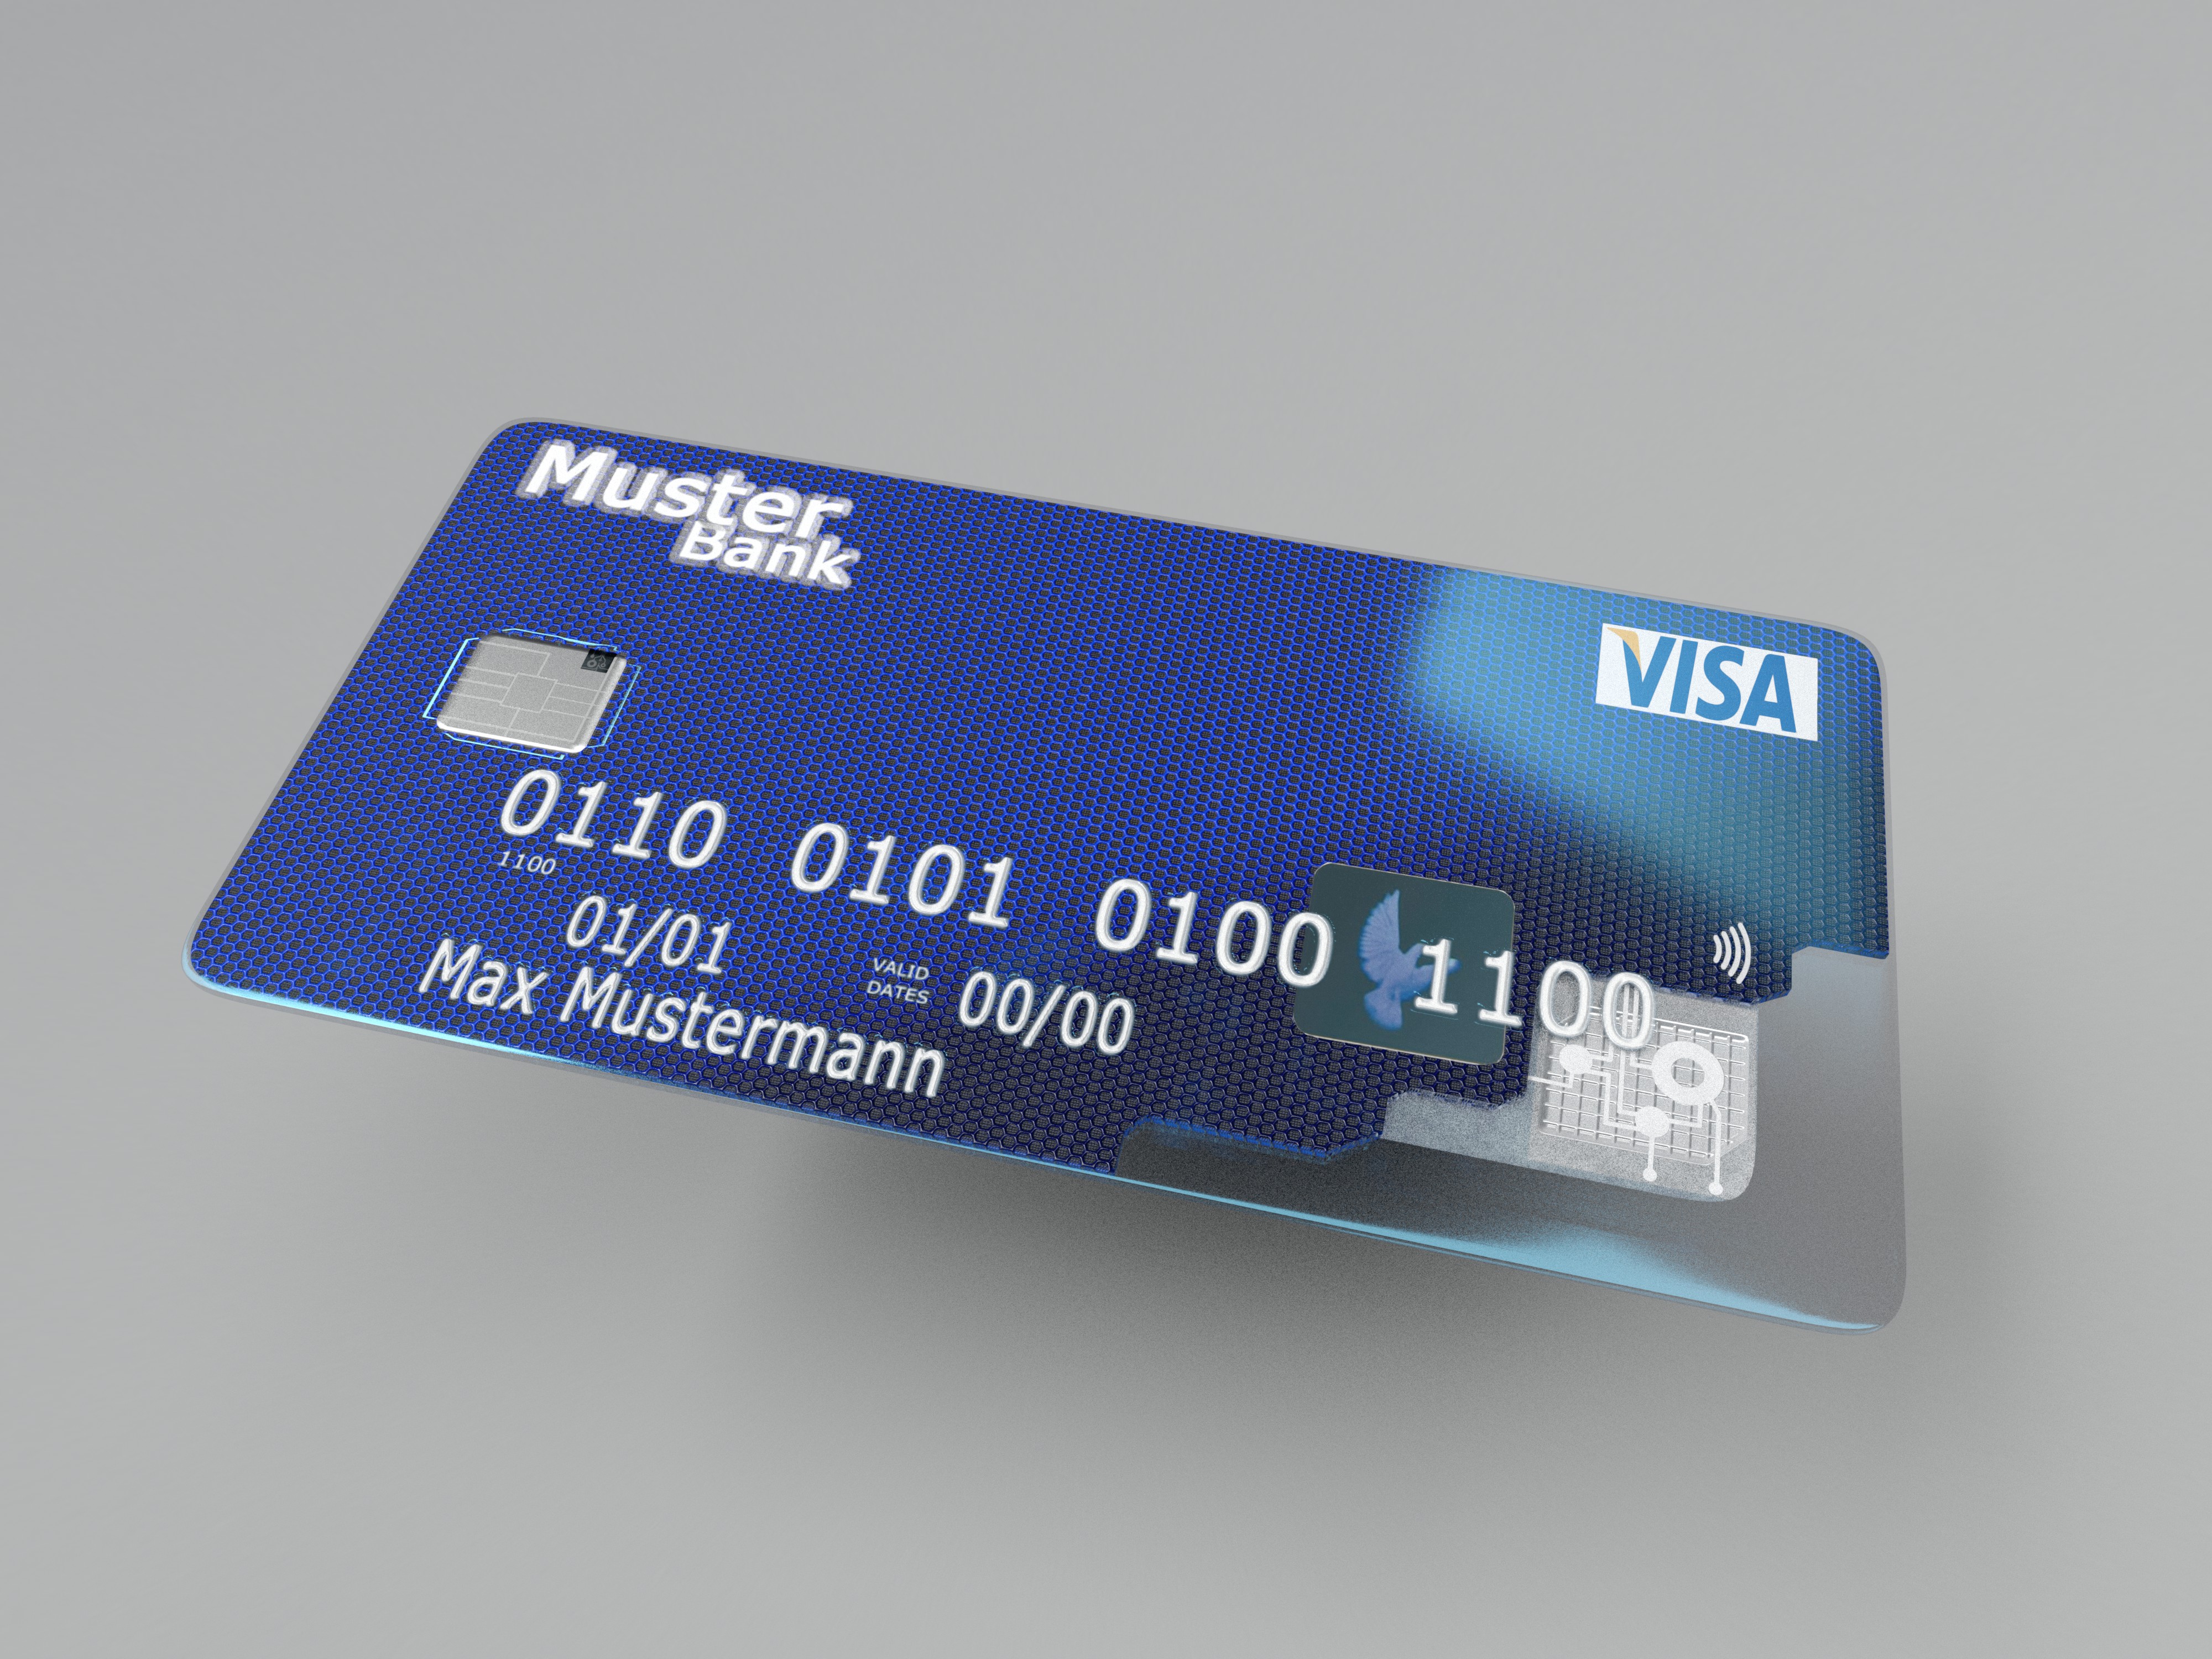 Muster
Bank
VISA
0110 0101 0100 1100
1100
01/01
VALID
DATES
00/00
Max Mustermann